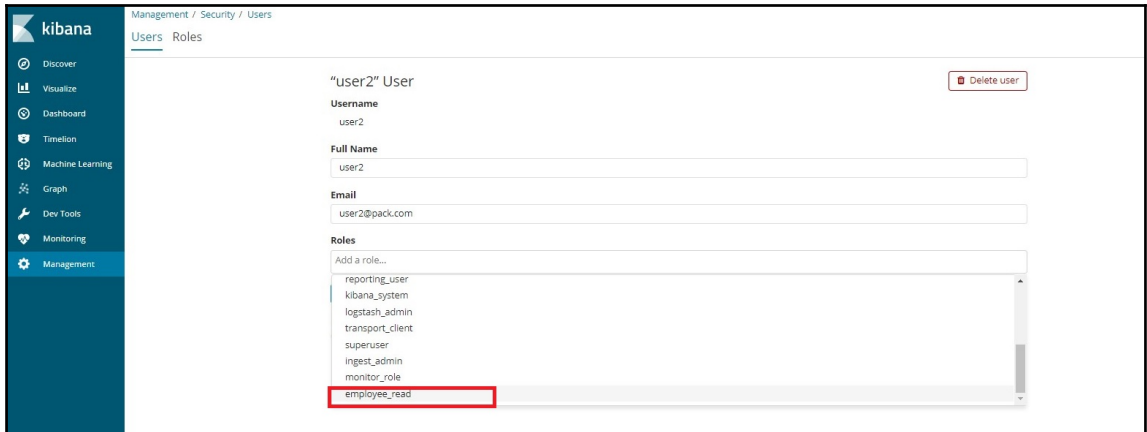 kibana
Management / Security / Users
Users Roles
Discover
Visualize
Dashboard
Timelion
Machine Learning
Graph
Dev Tools
Monitoring
Management
“user2” User
Delete user
Username
user2
Full Name
user2
Email
user2@pack.com
Roles
Add a role...
reporting_user
kibana_system
logstash_admin
transport_client
superuser
ingest_admin
monitor_role
employee_read